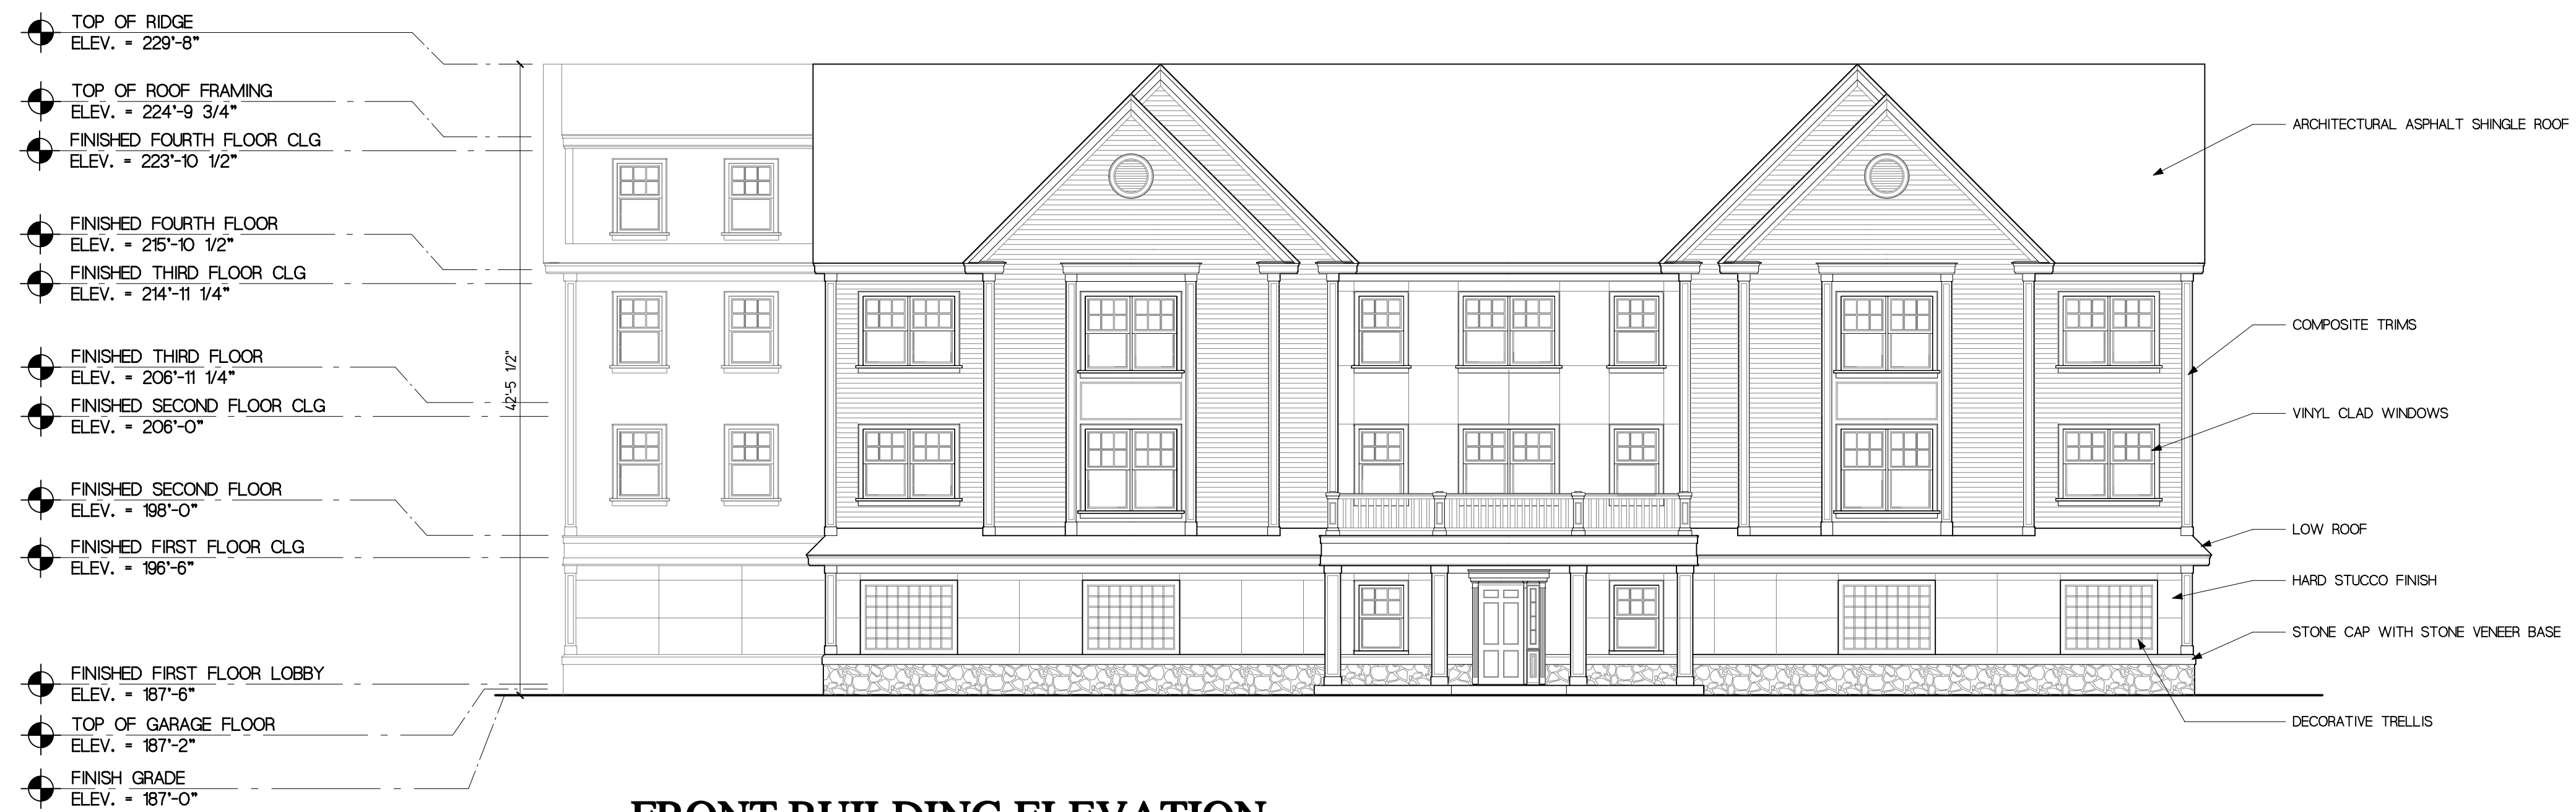 TOP OF RIDGE
ELEV. = 229'-8"
TOP OF ROOF FRAMING
ELEV. = 224'-9 3/4"
FINISHED FOURTH FLOOR CLG
ELEV. = 223'-10 1/2"
FINISHED FOURTH FLOOR
ELEV. = 215'-10 1/2"
FINISHED THIRD FLOOR CLG
ELEV. = 214'-11 1/4"
FINISHED THIRD FLOOR
ELEV. = 206'-11 1/4"
FINISHED SECOND FLOOR CLG
ELEV. = 206'-0"
FINISHED SECOND FLOOR
ELEV. = 198'-0"
FINISHED FIRST FLOOR CLG
ELEV. = 196'-6"
FINISHED FIRST FLOOR LOBBY
ELEV. = 187'-6"
TOP OF GARAGE FLOOR
ELEV. = 187'-2"
FINISH GRADE
ELEV. = 187'-0"
42'-5 1/2"
ARCHITECTURAL ASPHALT SHINGLE ROOF
COMPOSITE TRIMS
VINYL CLAD WINDOWS
LOW ROOF
HARD STUCCO FINISH
STONE CAP WITH STONE VENEER BASE
DECORATIVE TRELLIS
FRONT BUILDING ELEVATION